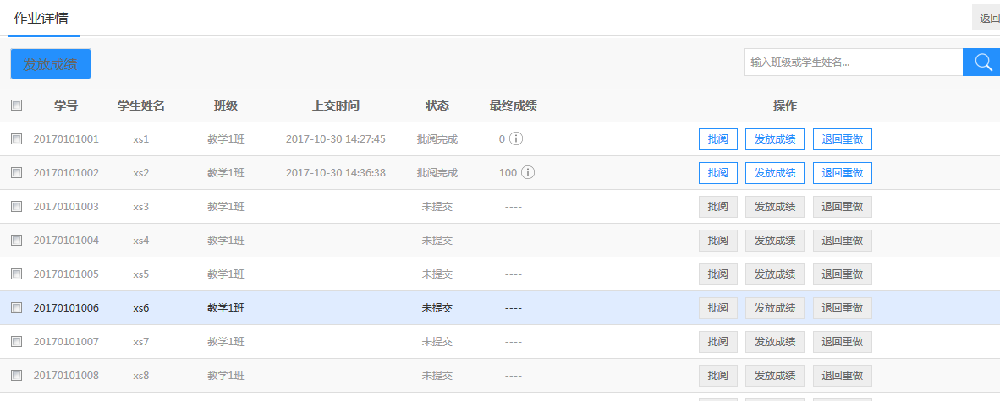 作业详情
返回
发放成绩
输入班级或学生姓名...
学号 学生姓名 班级 上交时间 状态 最终成绩 操作
20170101001 xs1 教学1班 2017-10-30 14:27:45 批阅完成 0 批阅 发放成绩 退回重做
20170101002 xs2 教学1班 2017-10-30 14:36:38 批阅完成 100 批阅 发放成绩 退回重做
20170101003 xs3 教学1班 未提交 ---- 批阅 发放成绩 退回重做
20170101004 xs4 教学1班 未提交 ---- 批阅 发放成绩 退回重做
20170101005 xs5 教学1班 未提交 ---- 批阅 发放成绩 退回重做
20170101006 xs6 教学1班 未提交 ---- 批阅 发放成绩 退回重做
20170101007 xs7 教学1班 未提交 ---- 批阅 发放成绩 退回重做
20170101008 xs8 教学1班 未提交 ---- 批阅 发放成绩 退回重做